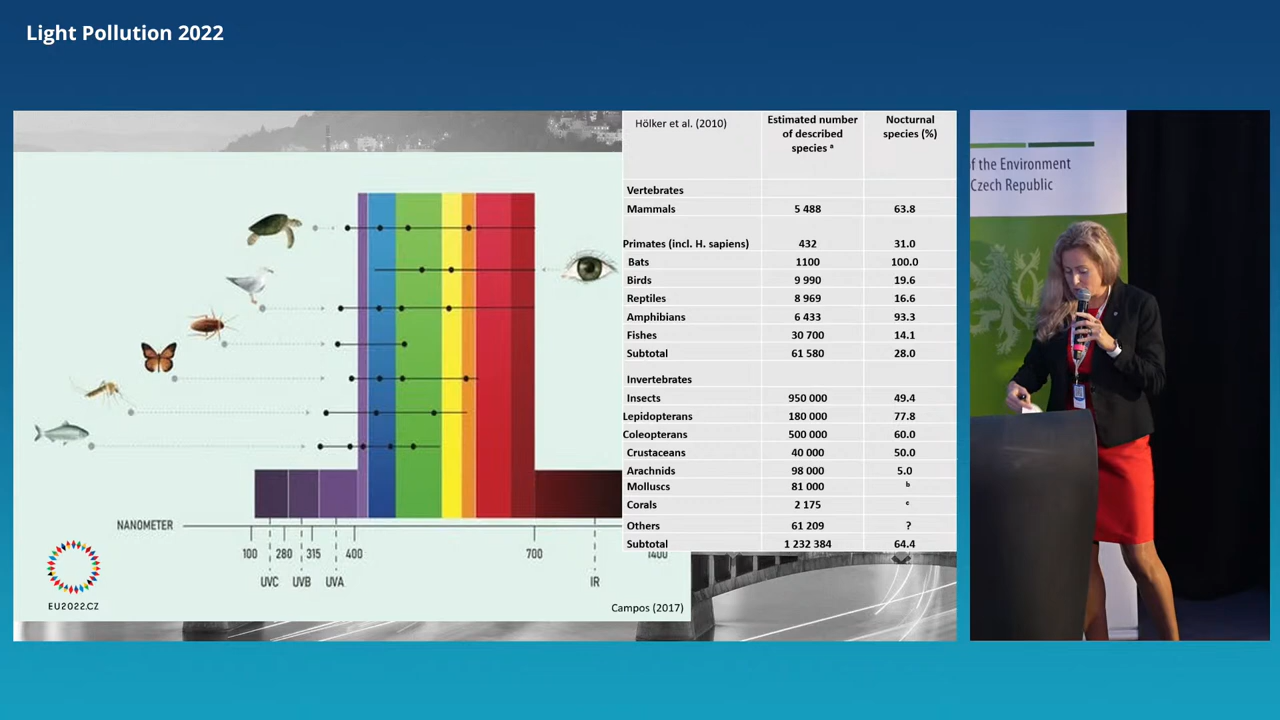 Light Pollution 2022
Hölker et al. (2010)
Estimated number of described species ᵃ
Nocturnal species (%)
Vertebrates
Mammals 5 488 63.8
Primates (incl. H. sapiens) 432 31.0
Bats 1100 100.0
Birds 9 990 19.6
Reptiles 8 969 16.6
Amphibians 6 433 93.3
Fishes 30 700 14.1
Subtotal 61 580 28.0
Invertebrates
Insects 950 000 49.4
Lepidopterans 180 000 77.8
Coleopterans 500 000 60.0
Crustaceans 40 000 50.0
Arachnids 98 000 5.0
Molluscs 81 000 ᵇ
Corals 2 175 ᶜ
Others 61 209 ?
Subtotal 1 232 384 64.4
NANOMETER
100 280 315 400 700 1400
UVC UVB UVA IR
EU2022.CZ
Campos (2017)
of the Environment
Czech Republic